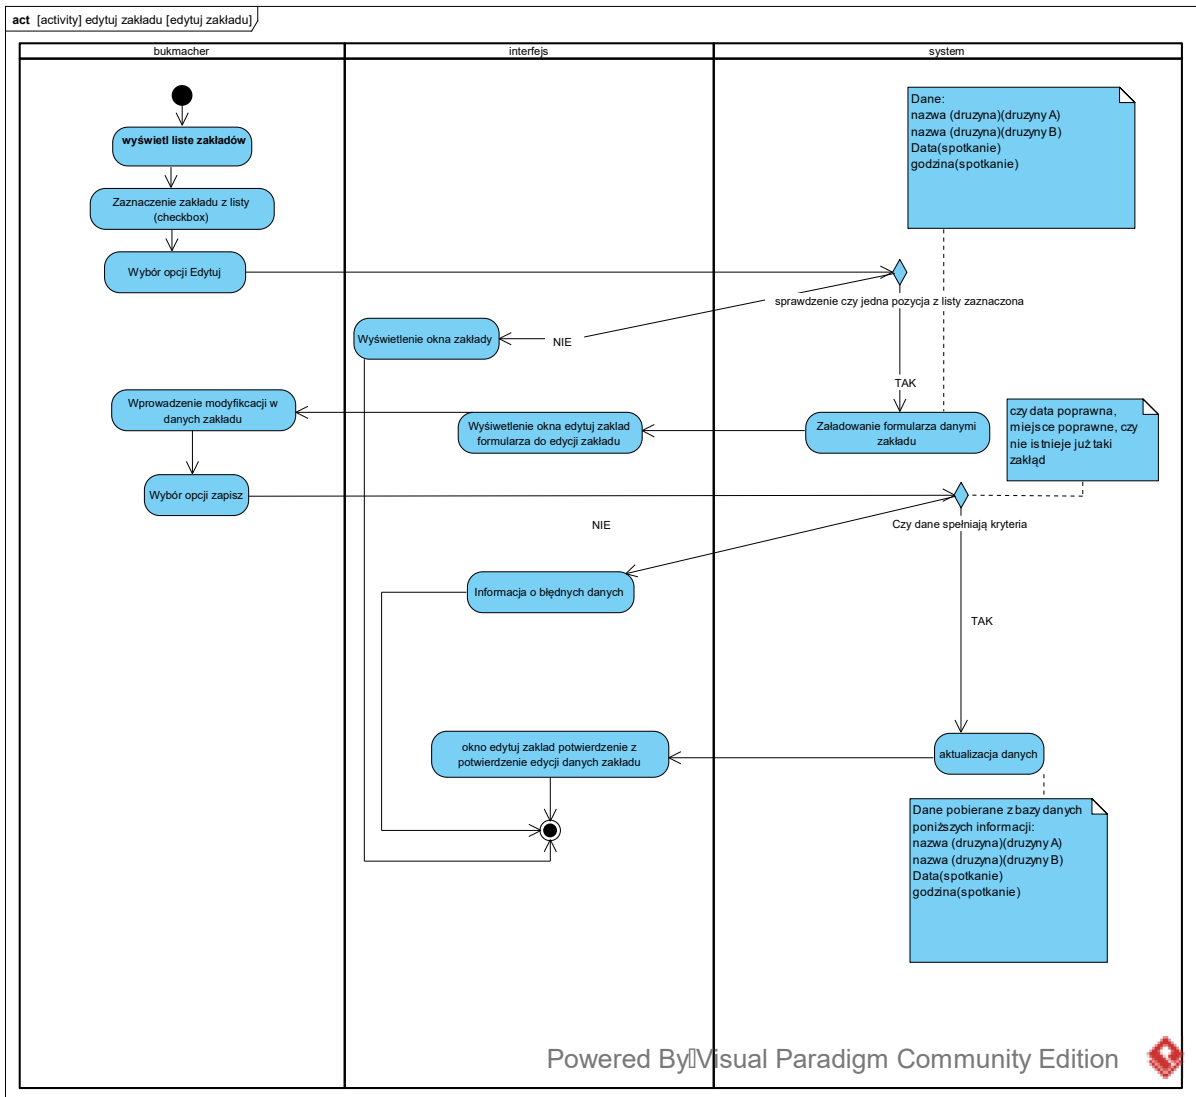 act [activity] edytuj zakładu [edytuj zakładu]
bukmacher
interfejs
system
wyświetl liste zakładów
Zaznaczenie zakładu z listy
(checkbox)
Wybór opcji Edytuj
Dane:
nazwa (druzyna)(druzyny A)
nazwa (druzyna)(druzyny B)
Data(spotkanie)
godzina(spotkanie)
sprawdzenie czy jedna pozycja z listy zaznaczona
Wyświetlenie okna zakłady
NIE
TAK
Wprowadzenie modyfikcacji w
danych zakładu
Wyśiwetlenie okna edytuj zaklad
formularza do edycji zakładu
Załadowanie formularza danymi
zakładu
czy data poprawna,
miejsce poprawne, czy
nie istnieje już taki
zakłąd
Wybór opcji zapisz
NIE
Czy dane spełniają kryteria
Informacja o błędnych danych
TAK
okno edytuj zaklad potwierdzenie z
potwierdzenie edycji danych zakładu
aktualizacja danych
Dane pobierane z bazy danych
poniższych informacji:
nazwa (druzyna)(druzyny A)
nazwa (druzyna)(druzyny B)
Data(spotkanie)
godzina(spotkanie)
Powered By Visual Paradigm Community Edition